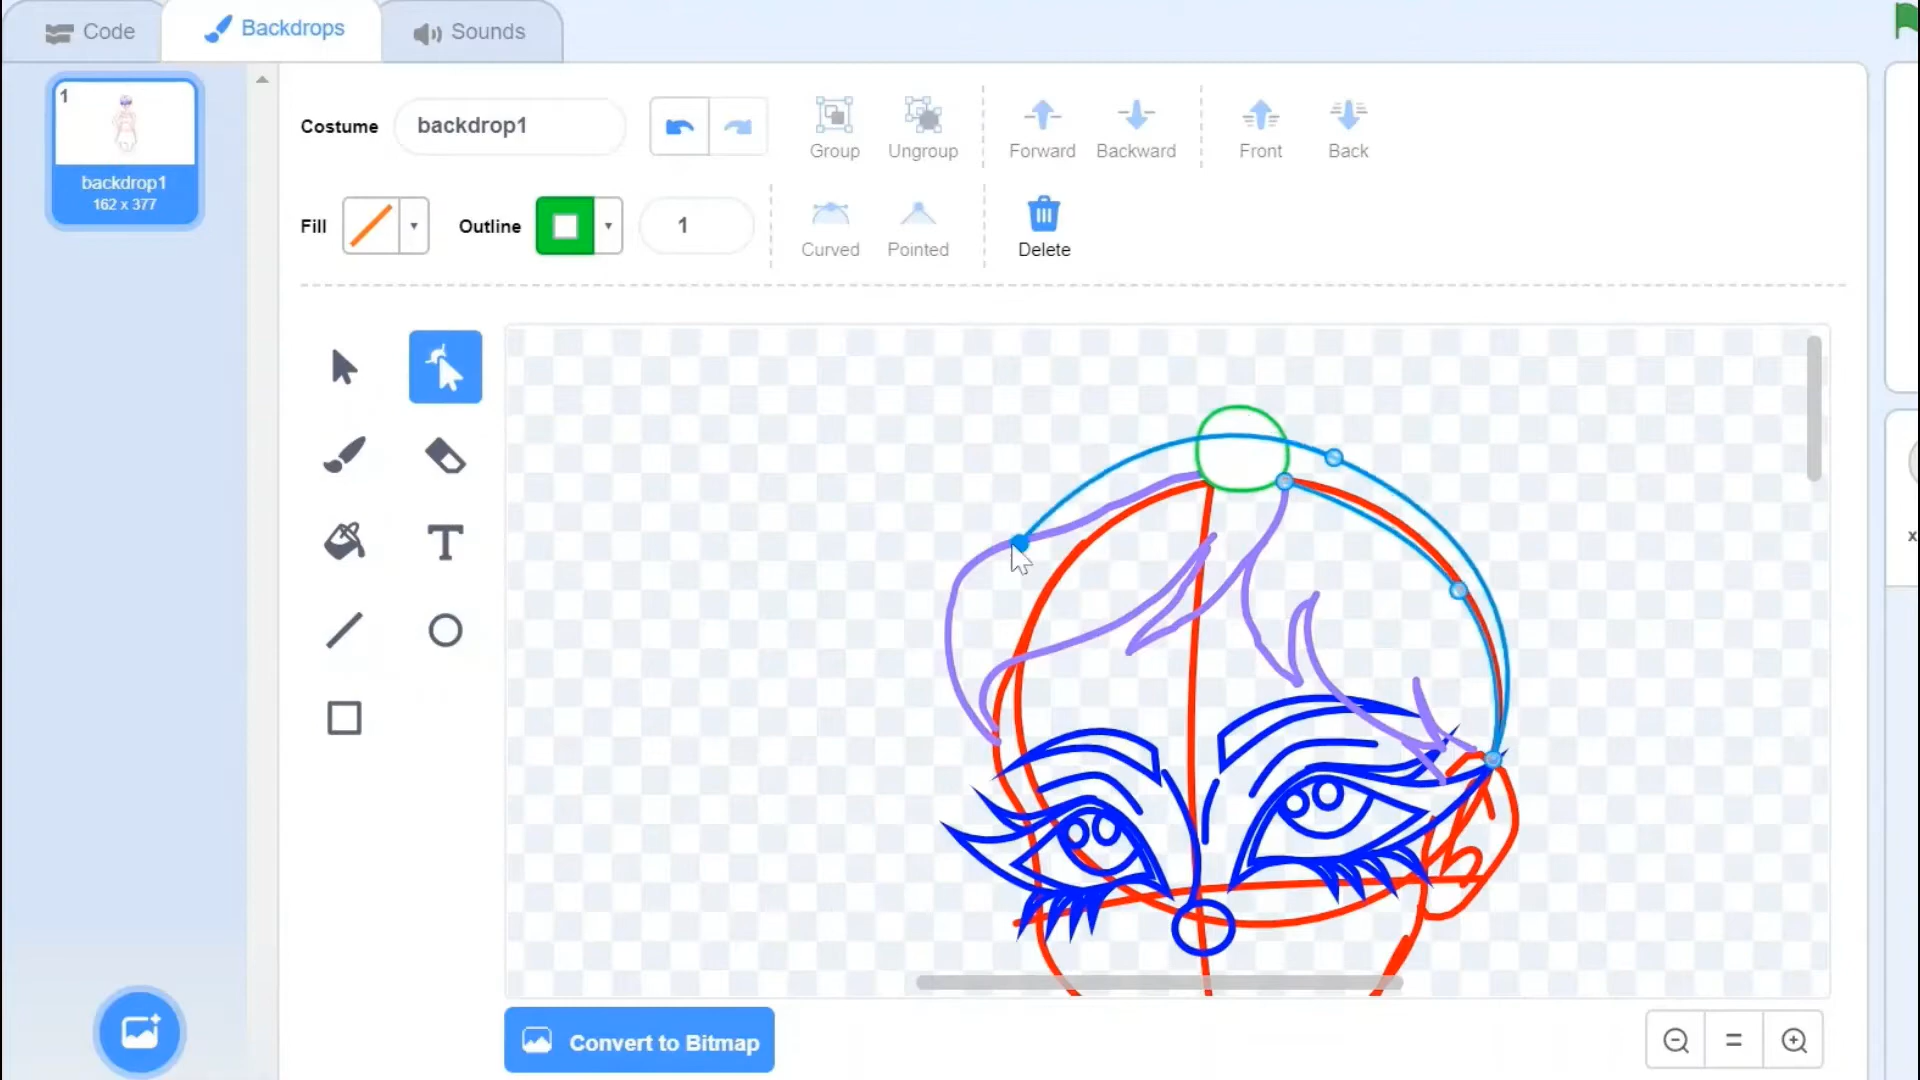 Code
Backdrops
Sounds
1
backdrop1
162 x 377
Costume
backdrop1
Group
Ungroup
Forward
Backward
Front
Back
Fill
Outline
1
Curved
Pointed
Delete
T
Convert to Bitmap
=
x